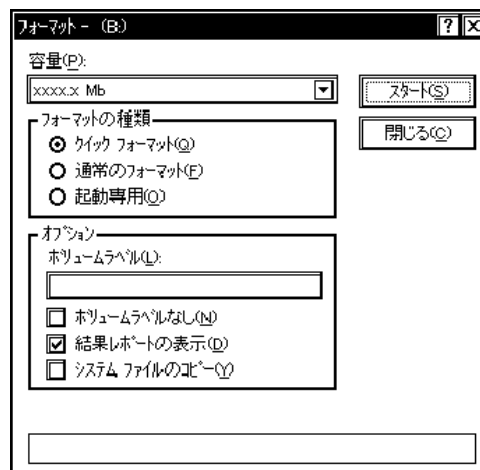 フォーマット - (B:)
容量(P):
xxxx.x Mb
スタート(S)
フォーマットの種類
閉じる(C)
クイック フォーマット(Q)
通常のフォーマット(F)
起動専用(O)
オプション
ボリュームラベル(L):
ボリュームラベルなし(N)
結果レポートの表示(D)
システム ファイルのコピー(Y)